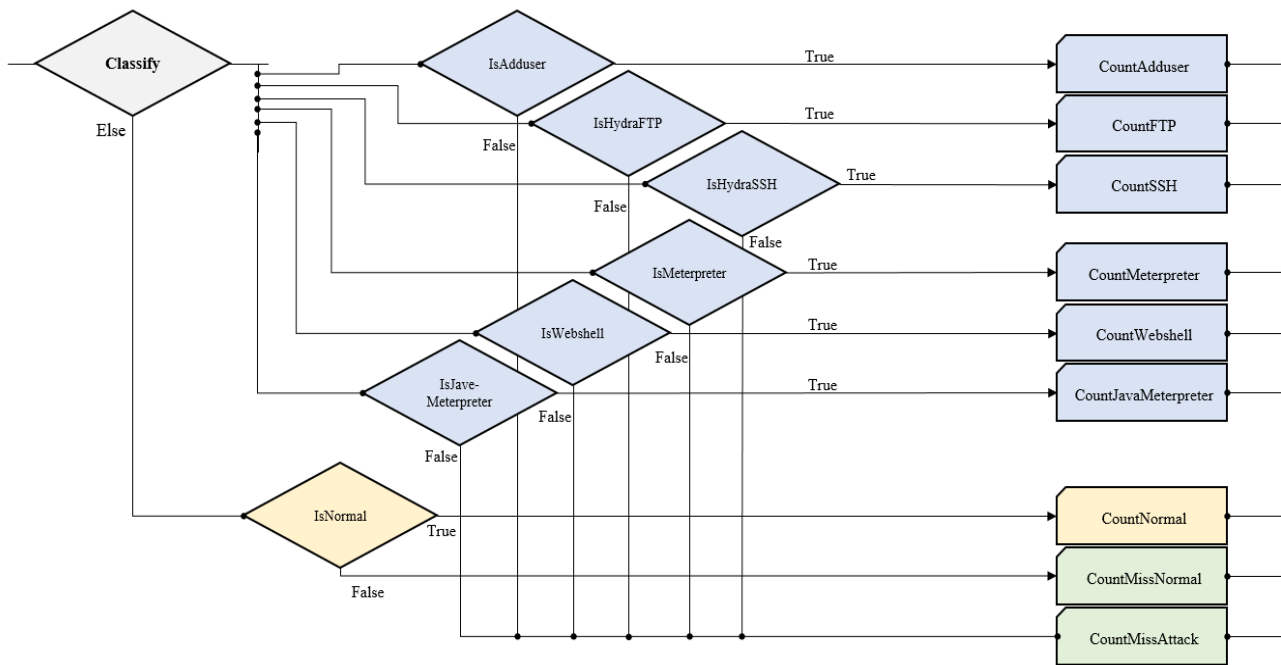 Classify
IsAdduser
True
CountAdduser
Else
False
IsHydraFTP
True
CountFTP
False
IsHydraSSH
True
CountSSH
False
IsMeterpreter
True
CountMeterpreter
IsWebshell
True
CountWebshell
False
IsJave-
Meterpreter
True
CountJavaMeterpreter
False
False
IsNormal
True
CountNormal
False
CountMissNormal
CountMissAttack